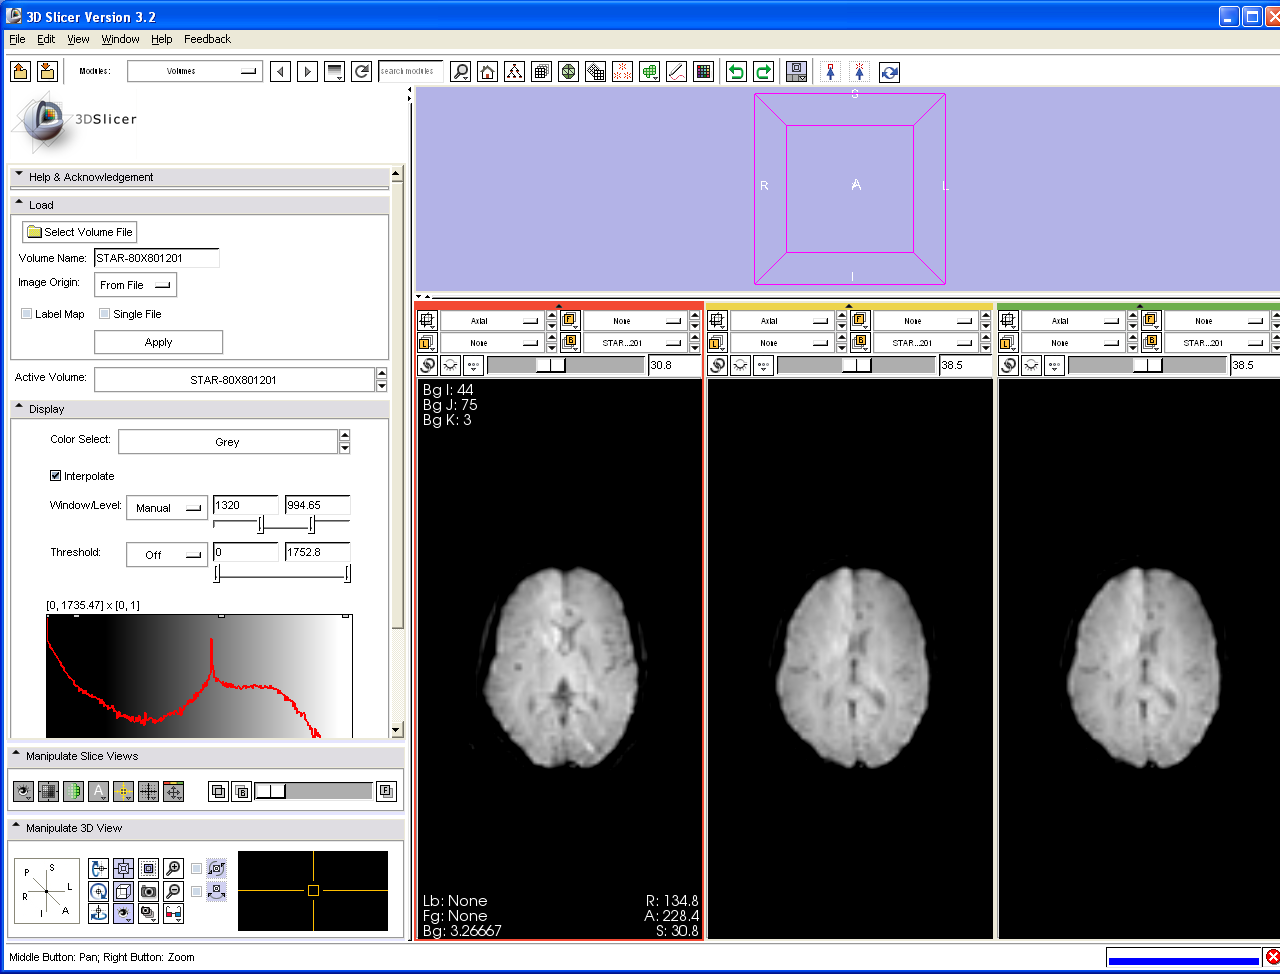 3D Slicer Version 3.2
File Edit View Window Help Feedback
Modules: Volumes search modules
3DSlicer
Help & Acknowledgement
Load
Select Volume File
Volume Name: STAR-80X801201
Image Origin: From File
Label Map Single File
Apply
Active Volume: STAR-80X801201
Display
Color Select: Grey
Interpolate
Window/Level: Manual 1320 994.65
Threshold: Off 0 1752.8
[0, 1735.47] x [0, 1]
Manipulate Slice Views
A B F
Manipulate 3D View
P S
R L
I A
S
R A L
I
Axial F None Axial F None Axial F None
L None B STAR...201 L None B STAR...201 L None B STAR...201
30.8 38.5 38.5
Bg I: 44
Bg J: 75
Bg K: 3
Lb: None R: 134.8
Fg: None A: 228.4
Bg: 3.26667 S: 30.8
Middle Button: Pan; Right Button: Zoom